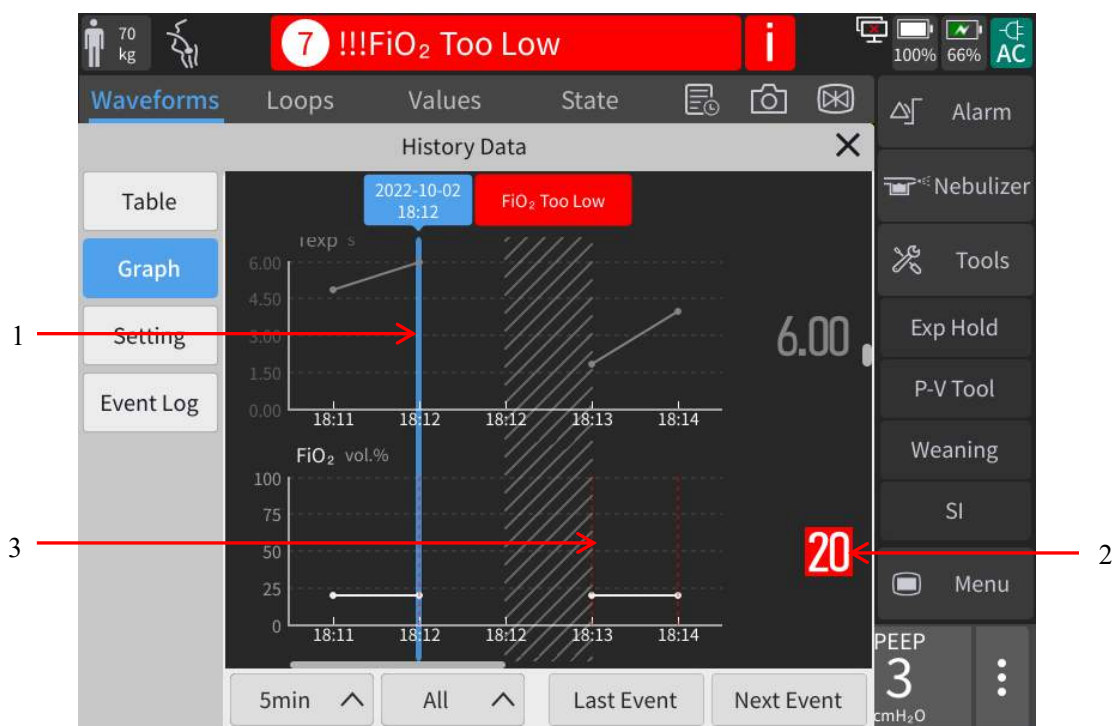 70
kg
7 !!!FiO₂ Too Low
i
100%
66%
AC
Waveforms Loops Values State
Alarm
History Data
Nebulizer
Tools
Exp Hold
P-V Tool
Weaning
SI
Menu
Table
Graph
Setting
Event Log
2022-10-02
18:12
FiO₂ Too Low
Texp s
6.00
4.50
3.00
1.50
0.00
18:11 18:12 18:12 18:13 18:14
6.00
FiO₂ vol.%
100
75
50
25
0
18:11 18:12 18:12 18:13 18:14
20
1
3
2
5min All Last Event Next Event
PEEP
3
cmH₂O